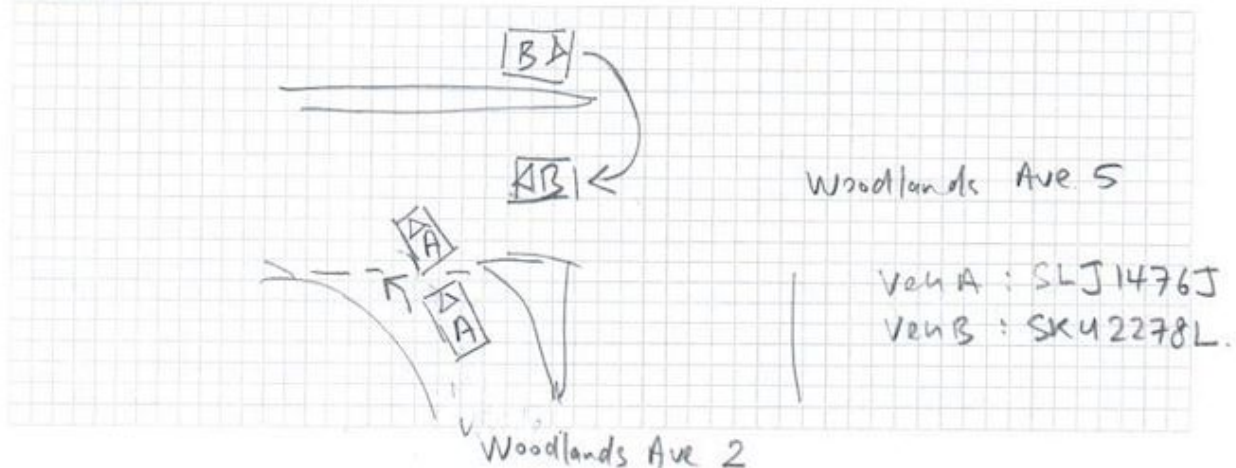 B
B
Woodlands Ave 5
A
Veh A : SLJ1476J
A
Veh B : SKU2278L.
Woodlands Ave 2